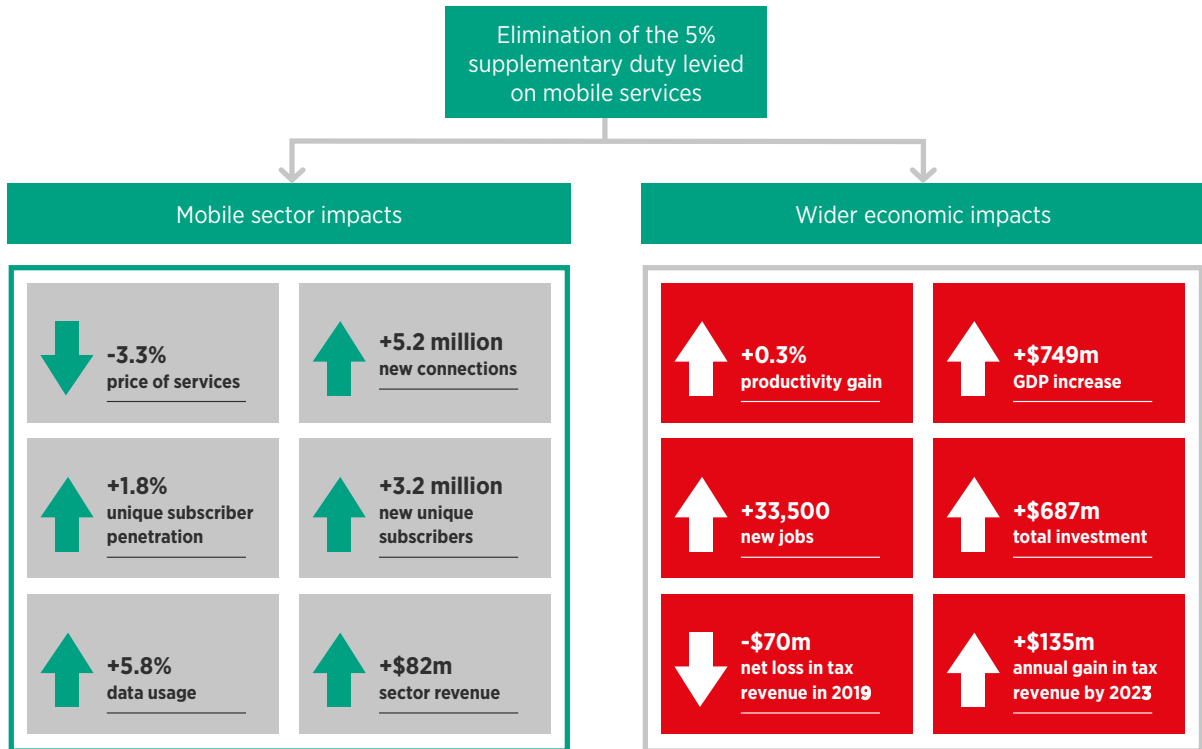 Elimination of the 5%
supplementary duty levied
on mobile services
Mobile sector impacts
-3.3%
price of services
+5.2 million
new connections
+1.8%
unique subscriber
penetration
+3.2 million
new unique
subscribers
+5.8%
data usage
+$82m
sector revenue
Wider economic impacts
+0.3%
productivity gain
+$749m
GDP increase
+33,500
new jobs
+$687m
total investment
-$70m
net loss in tax
revenue in 2019
+$135m
annual gain in tax
revenue by 2023